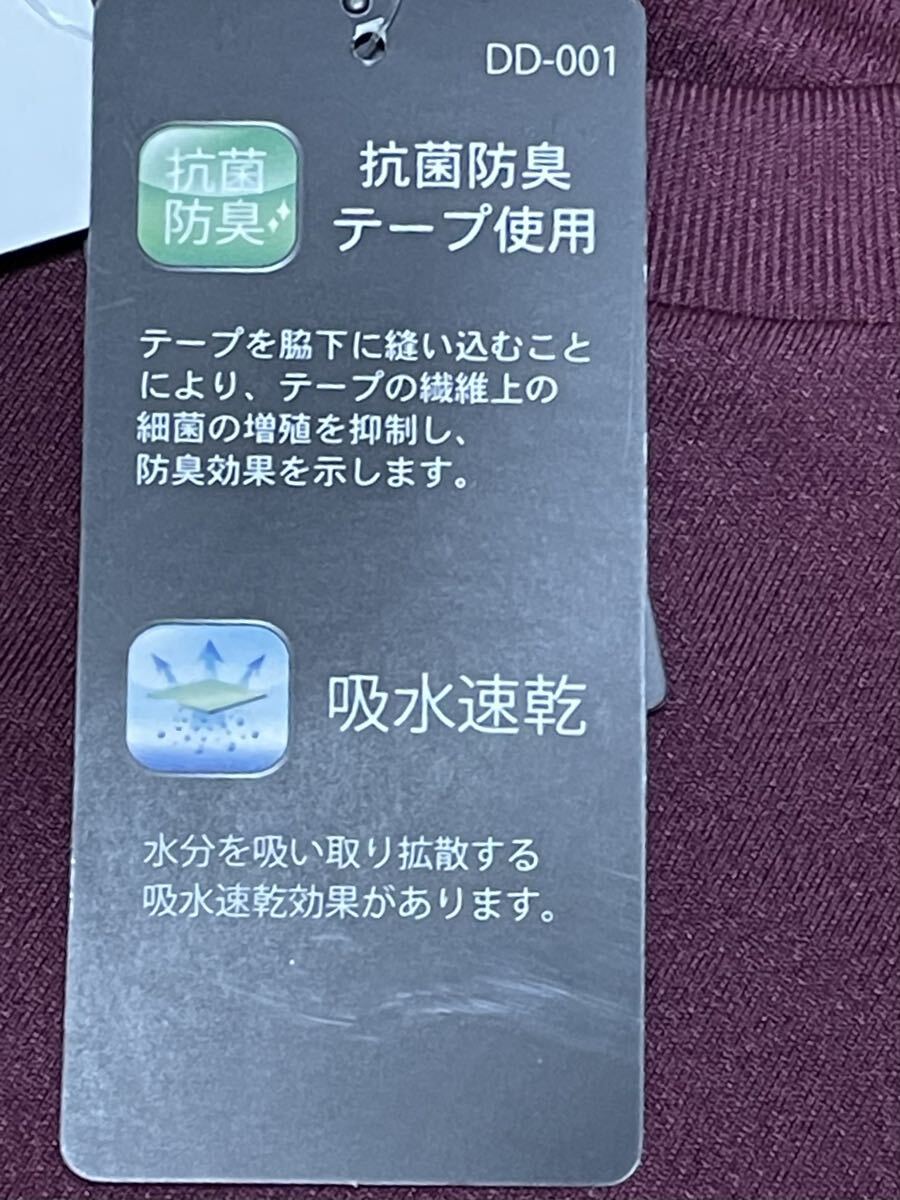 DD-001
抗菌
防臭
抗菌防臭
テープ使用
テープを脇下に縫い込むこと
により、テープの繊維上の
細菌の増殖を抑制し、
防臭効果を示します。
吸水速乾
水分を吸い取り拡散する
吸水速乾効果があります。